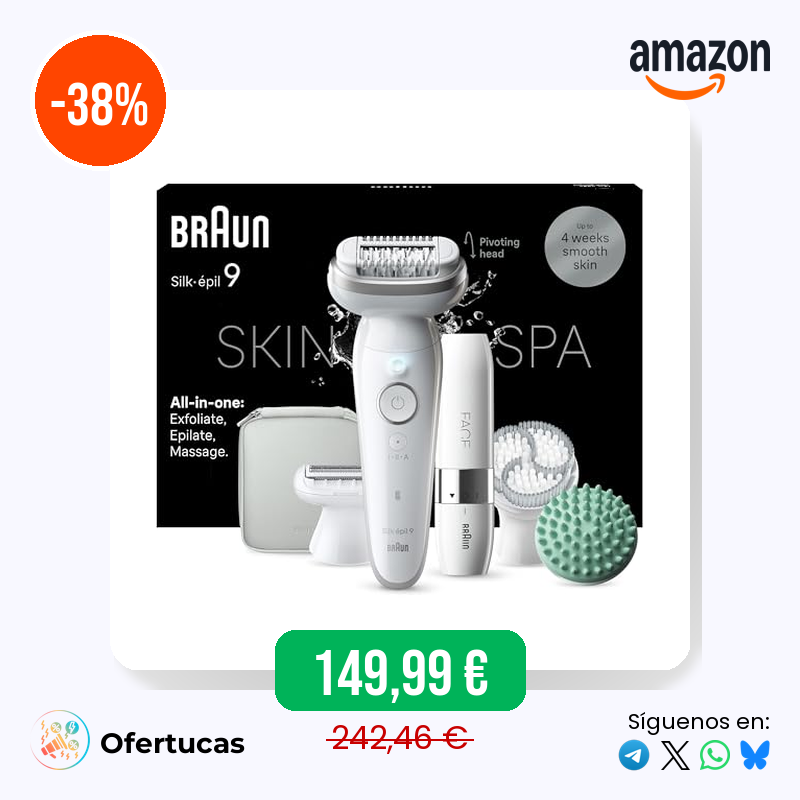 -38%
amazon
BRAUN
Silk·épil 9
Pivoting
head
Up to
4 weeks
smooth
skin
SKIN SPA
All-in-one:
Exfoliate,
Epilate,
Massage.
FACE
BRAUN
Silk·épil 9
BRAUN
149,99 €
242,46 €
Ofertucas
Síguenos en: